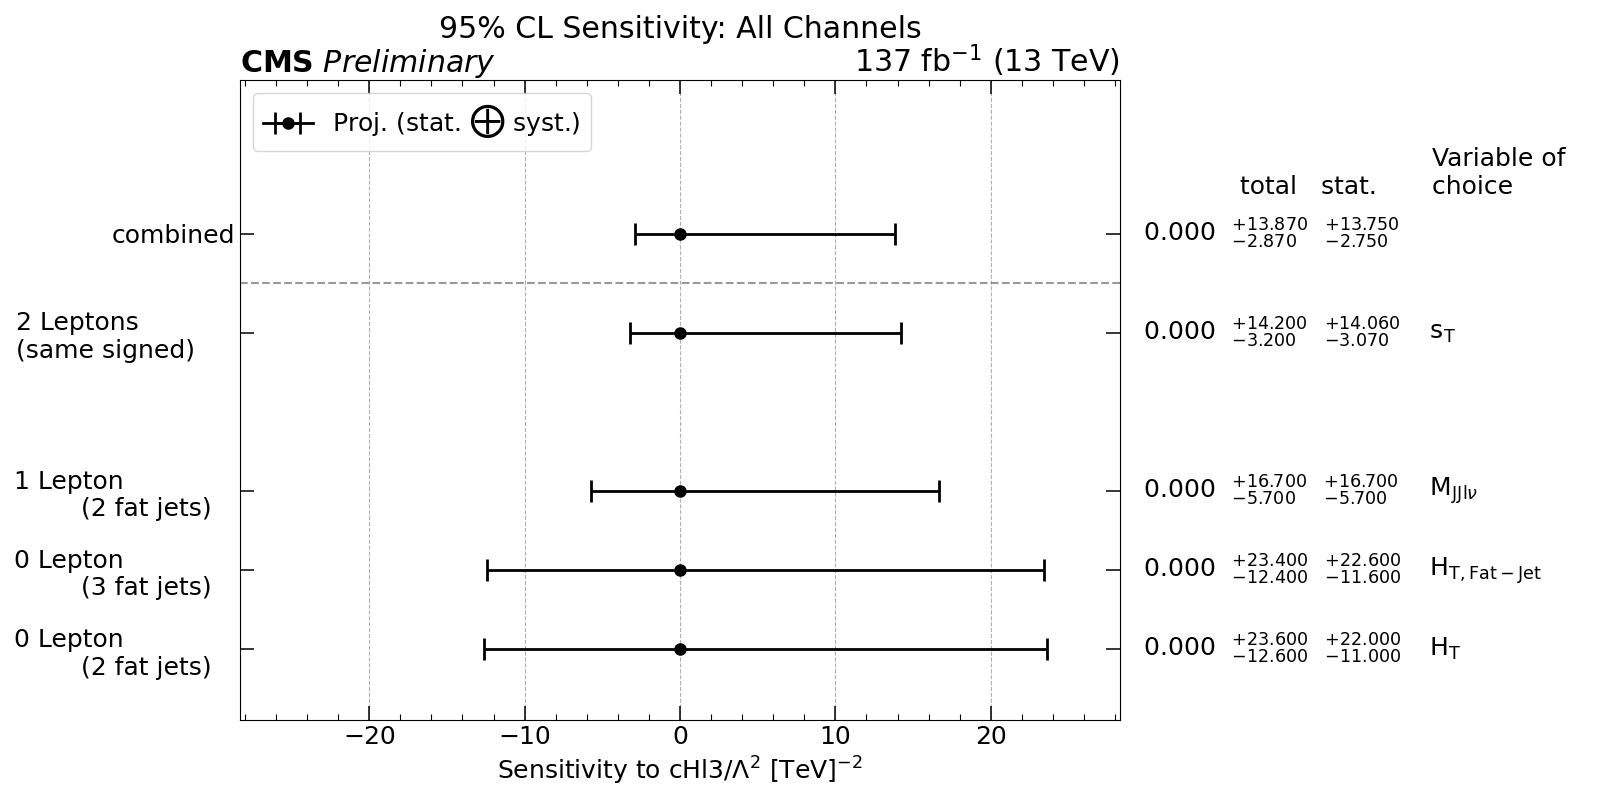 95% CL Sensitivity: All Channels
CMS Preliminary 137 fb⁻¹ (13 TeV)
Proj. (stat. ⊕ syst.)
Variable of
total stat. choice
combined 0.000 +13.870 +13.750
−2.870 −2.750
2 Leptons
(same signed) 0.000 +14.200 +14.060 s_T
−3.200 −3.070
1 Lepton
(2 fat jets) 0.000 +16.700 +16.700 M_JJlν
−5.700 −5.700
0 Lepton
(3 fat jets) 0.000 +23.400 +22.600 H_T,Fat−Jet
−12.400 −11.600
0 Lepton
(2 fat jets) 0.000 +23.600 +22.000 H_T
−12.600 −11.000
−20 −10 0 10 20
Sensitivity to cHl3/Λ² [TeV]⁻²